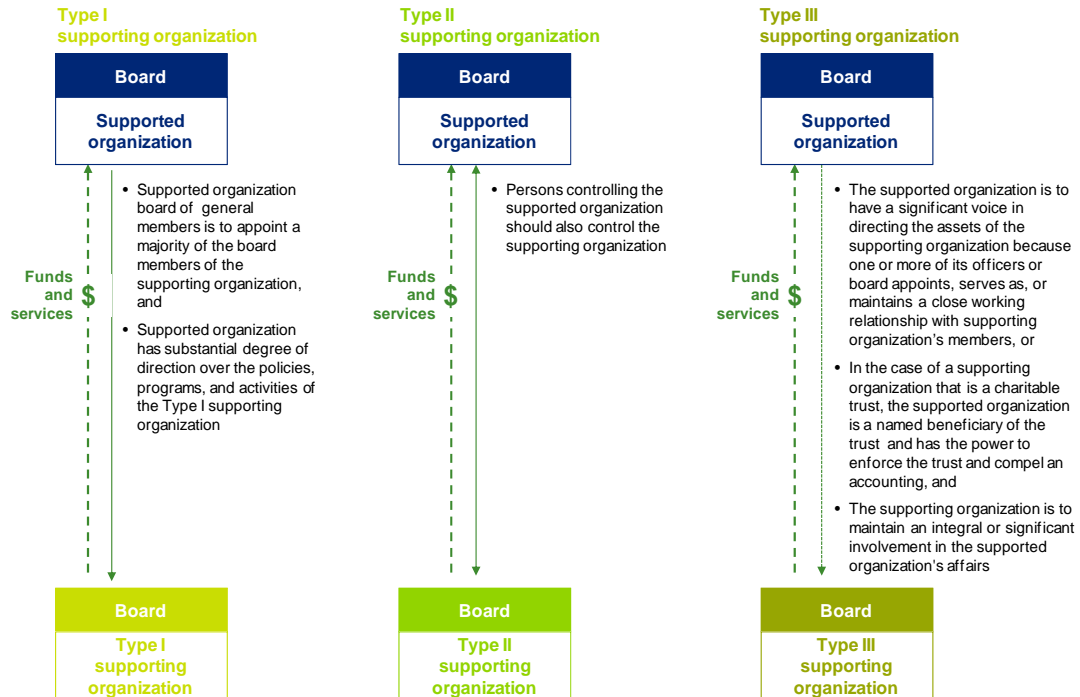 Type I
supporting organization
Board
Supported
organization
Funds
and
services
$
• Supported organization
board of general
members is to appoint a
majority of the board
members of the
supporting organization,
and
• Supported organization
has substantial degree of
direction over the policies,
programs, and activities of
the Type I supporting
organization
Board
Type I
supporting
organization
Type II
supporting organization
Board
Supported
organization
Funds
and
services
$
• Persons controlling the
supported organization
should also control the
supporting organization
Board
Type II
supporting
organization
Type III
supporting organization
Board
Supported
organization
Funds
and
services
$
• The supported organization is to
have a significant voice in
directing the assets of the
supporting organization because
one or more of its officers or
board appoints, serves as, or
maintains a close working
relationship with supporting
organization's members, or
• In the case of a supporting
organization that is a charitable
trust, the supported organization
is a named beneficiary of the
trust and has the power to
enforce the trust and compel an
accounting, and
• The supporting organization is to
maintain an integral or significant
involvement in the supported
organization's affairs
Board
Type III
supporting
organization